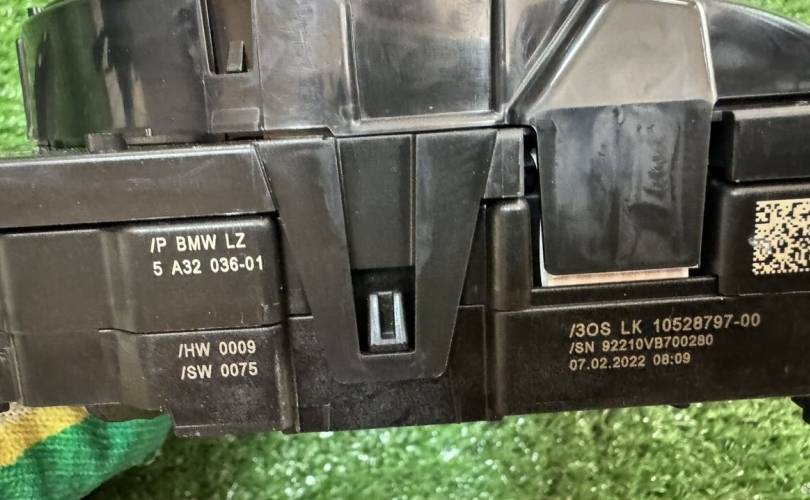 /P BMW LZ
5 A32 036-01
/HW 0009
/SW 0075
/3OS LK 10528797-00
/SN 92210VB700280
07.02.2022 08:09